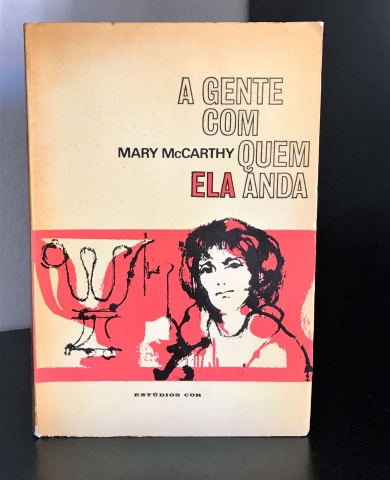 A GENTE
COM
MARY McCARTHY QUEM
ELA ANDA
ESTÚDIOS COR